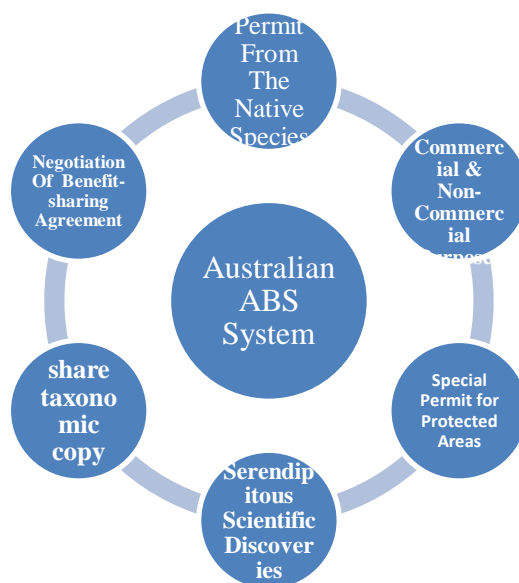 Permit
From
The
Native
Species
Commerc
ial &
Non-
Commerc
ial
Purpose
Special
Permit for
Protected
Areas
Serendip
itous
Scientific
Discover
ies
share
taxono
mic
copy
Negotiation
Of Benefit-
sharing
Agreement
Australian
ABS
System